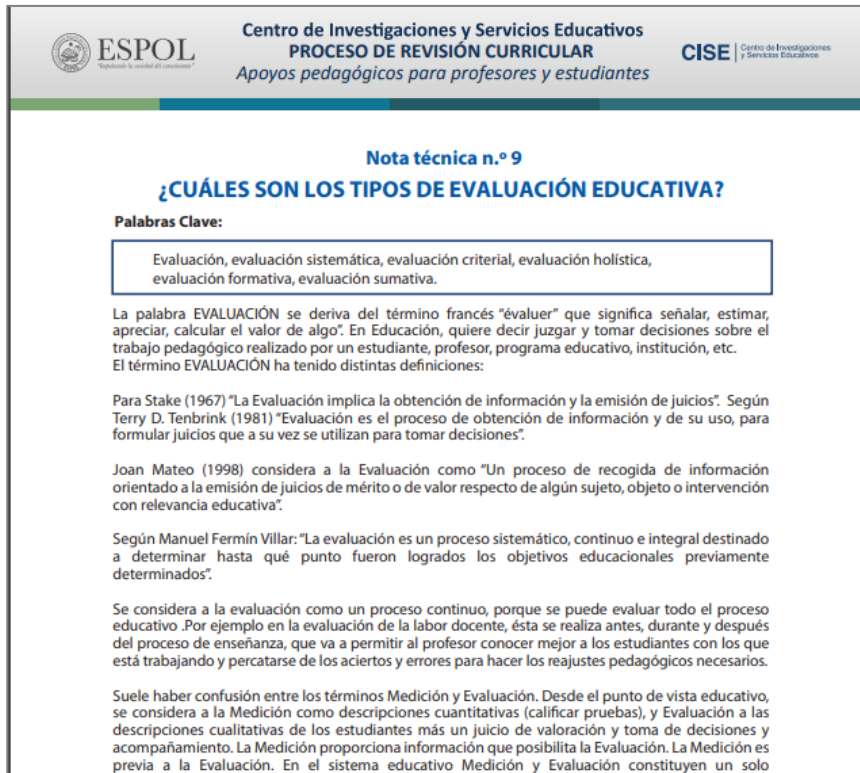 ESPOL
"Impulsando la sociedad del conocimiento"
Centro de Investigaciones y Servicios Educativos
PROCESO DE REVISIÓN CURRICULAR
Apoyos pedagógicos para profesores y estudiantes
CISE
Centro de Investigaciones
y Servicios Educativos
Nota técnica n.º 9
¿CUÁLES SON LOS TIPOS DE EVALUACIÓN EDUCATIVA?
Palabras Clave:
Evaluación, evaluación sistemática, evaluación criterial, evaluación holística,
evaluación formativa, evaluación sumativa.
La palabra EVALUACIÓN se deriva del término francés "évaluer" que significa señalar, estimar,
apreciar, calcular el valor de algo". En Educación, quiere decir juzgar y tomar decisiones sobre el
trabajo pedagógico realizado por un estudiante, profesor, programa educativo, institución, etc.
El término EVALUACIÓN ha tenido distintas definiciones:
Para Stake (1967) "La Evaluación implica la obtención de información y la emisión de juicios". Según
Terry D. Tenbrink (1981) "Evaluación es el proceso de obtención de información y de su uso, para
formular juicios que a su vez se utilizan para tomar decisiones".
Joan Mateo (1998) considera a la Evaluación como "Un proceso de recogida de información
orientado a la emisión de juicios de mérito o de valor respecto de algún sujeto, objeto o intervención
con relevancia educativa".
Según Manuel Fermín Villar: "La evaluación es un proceso sistemático, continuo e integral destinado
a determinar hasta qué punto fueron logrados los objetivos educacionales previamente
determinados".
Se considera a la evaluación como un proceso continuo, porque se puede evaluar todo el proceso
educativo .Por ejemplo en la evaluación de la labor docente, ésta se realiza antes, durante y después
del proceso de enseñanza, que va a permitir al profesor conocer mejor a los estudiantes con los que
está trabajando y percatarse de los aciertos y errores para hacer los reajustes pedagógicos necesarios.
Suele haber confusión entre los términos Medición y Evaluación. Desde el punto de vista educativo,
se considera a la Medición como descripciones cuantitativas (calificar pruebas), y Evaluación a las
descripciones cualitativas de los estudiantes más un juicio de valoración y toma de decisiones y
acompañamiento. La Medición proporciona información que posibilita la Evaluación. La Medición es
previa a la Evaluación. En el sistema educativo Medición y Evaluación constituyen un solo